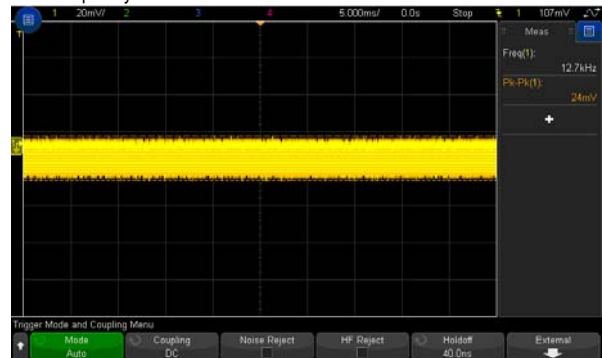 1 20mV/ 2 3 4 5.000ms/ 0.0s Stop 1 107mV
Meas
Freq(1):
12.7kHz
Pk-Pk(1):
24mV
Trigger Mode and Coupling Menu
Mode Coupling Noise Reject HF Reject Holdoff External
Auto DC 40.0ns